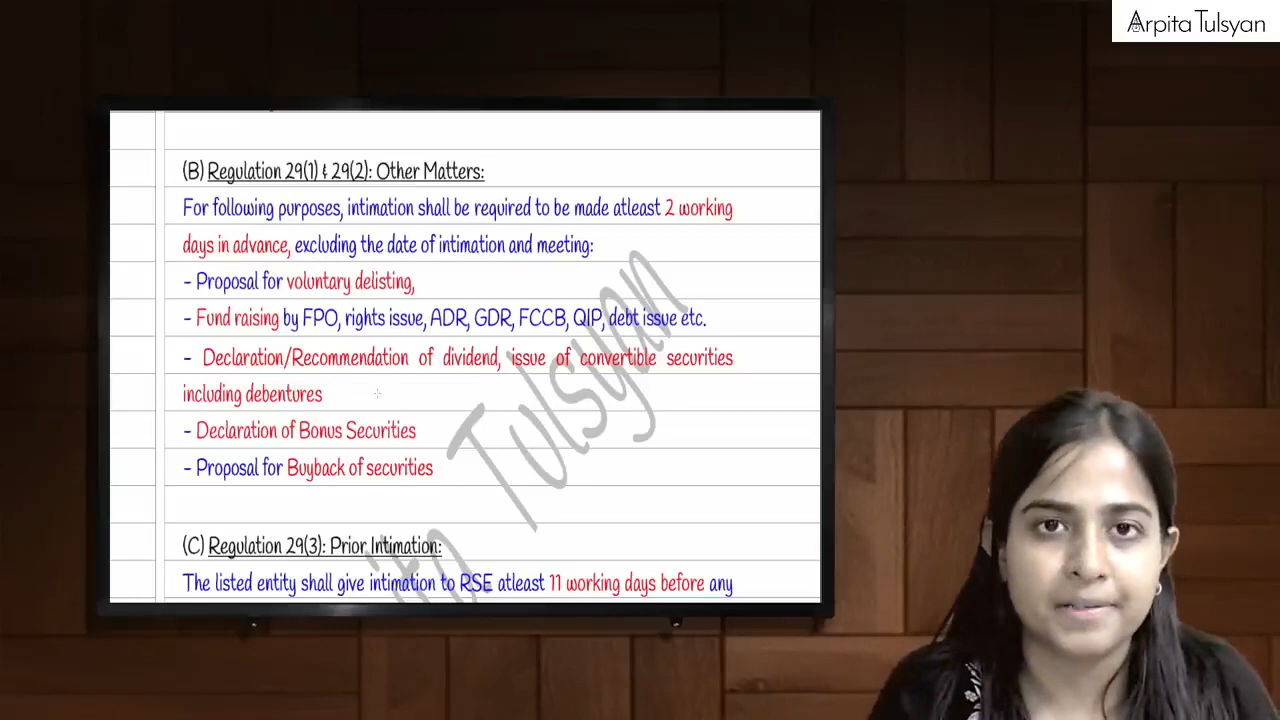 Arpita Tulsyan
(B) Regulation 29(1) & 29(2): Other Matters:
For following purposes, intimation shall be required to be made atleast 2 working
days in advance, excluding the date of intimation and meeting:
- Proposal for voluntary delisting,
- Fund raising by FPO, rights issue, ADR, GDR, FCCB, QIP, debt issue etc.
- Declaration/Recommendation of dividend, issue of convertible securities
including debentures
- Declaration of Bonus Securities
- Proposal for Buyback of securities
(C) Regulation 29(3): Prior Intimation:
The listed entity shall give intimation to RSE atleast 11 working days before any
ita Tulsyan